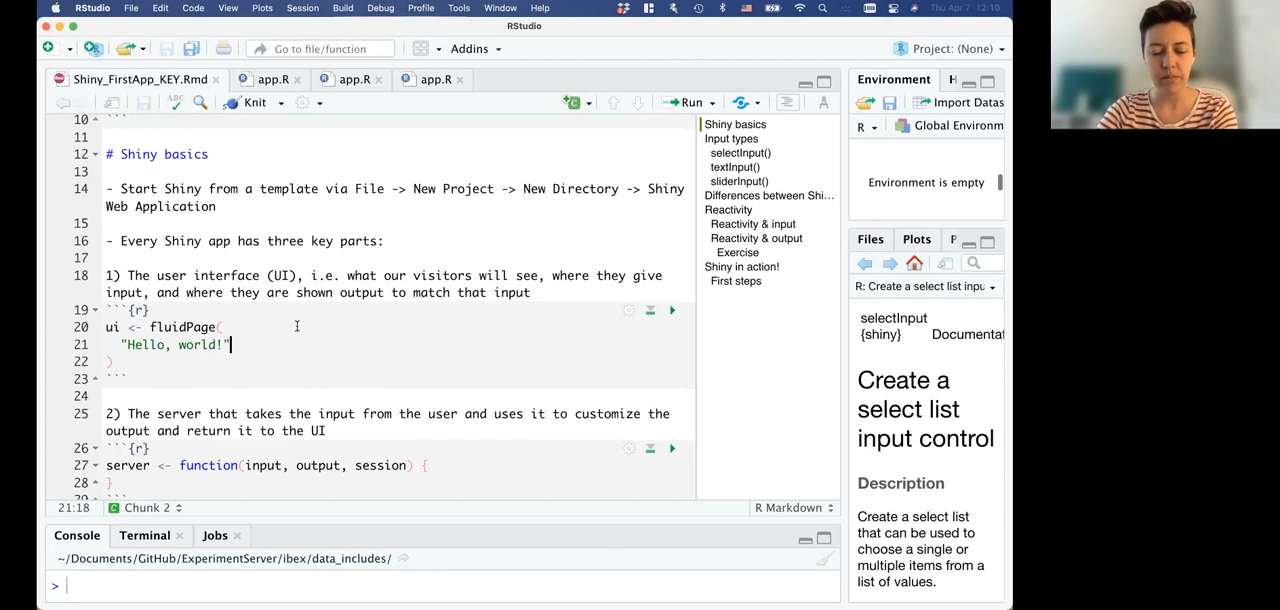 RStudio File Edit Code View Plots Session Build Debug Profile Tools Window Help Thu Apr 7 12:10
RStudio
Go to file/function Addins Project: (None)
Shiny_FirstApp_KEY.Rmd app.R app.R app.R
ABC Knit Run
10 ```
11
12 # Shiny basics
13
14 - Start Shiny from a template via File -> New Project -> New Directory -> Shiny
Web Application
15
16 - Every Shiny app has three key parts:
17
18 1) The user interface (UI), i.e. what our visitors will see, where they give
input, and where they are shown output to match that input
19 ```{r}
20 ui <- fluidPage(
21 "Hello, world!"
22 )
23 ```
24
25 2) The server that takes the input from the user and uses it to customize the
output and return it to the UI
26 ```{r}
27 server <- function(input, output, session) {
28 }
29 ```
21:18 Chunk 2 R Markdown
Shiny basics
Input types
selectInput()
textInput()
sliderInput()
Differences between Shi...
Reactivity
Reactivity & input
Reactivity & output
Exercise
Shiny in action!
First steps
Console Terminal Jobs
~/Documents/GitHub/ExperimentServer/ibex/data_includes/
>
Environment H
Import Datas
R Global Environm
Environment is empty
Files Plots P
R: Create a select list inpu
selectInput
{shiny} Documentat
Create a
select list
input control
Description
Create a select list
that can be used to
choose a single or
multiple items from a
list of values.